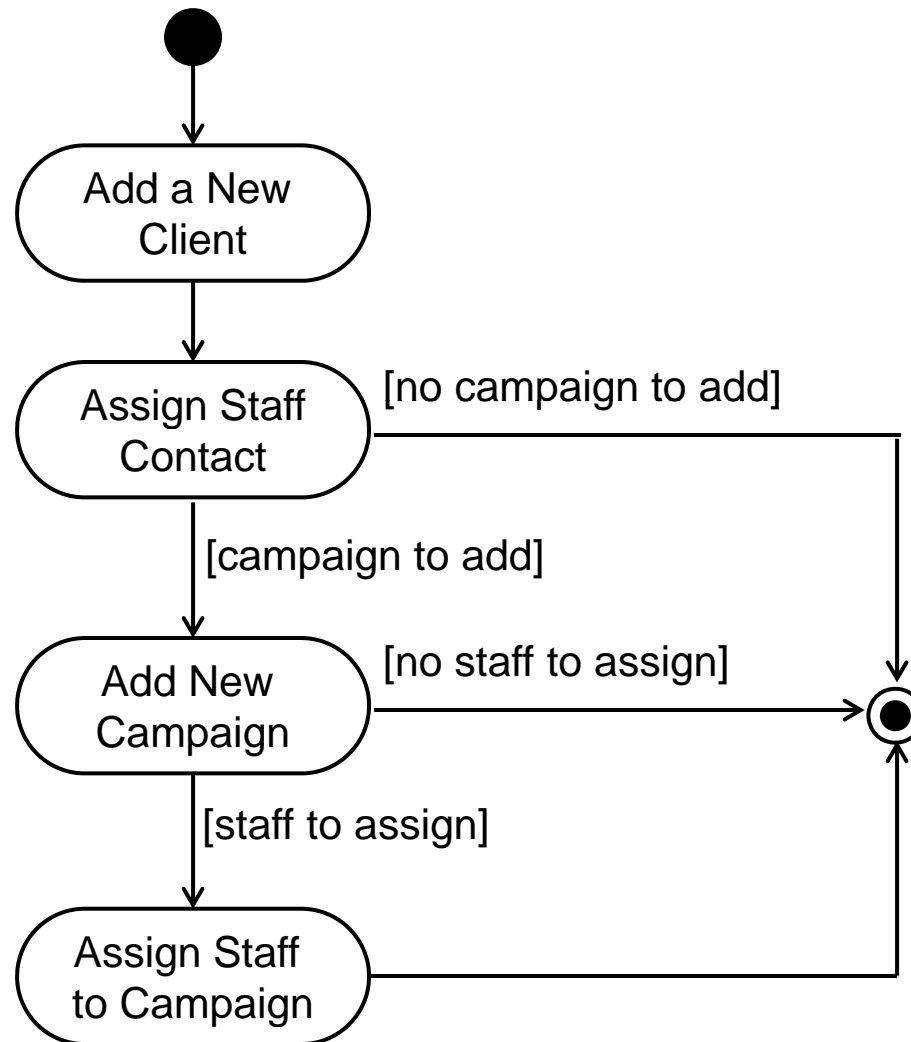 Add a New
Client
Assign Staff
Contact
[no campaign to add]
[campaign to add]
Add New
Campaign
[no staff to assign]
[staff to assign]
Assign Staff
to Campaign